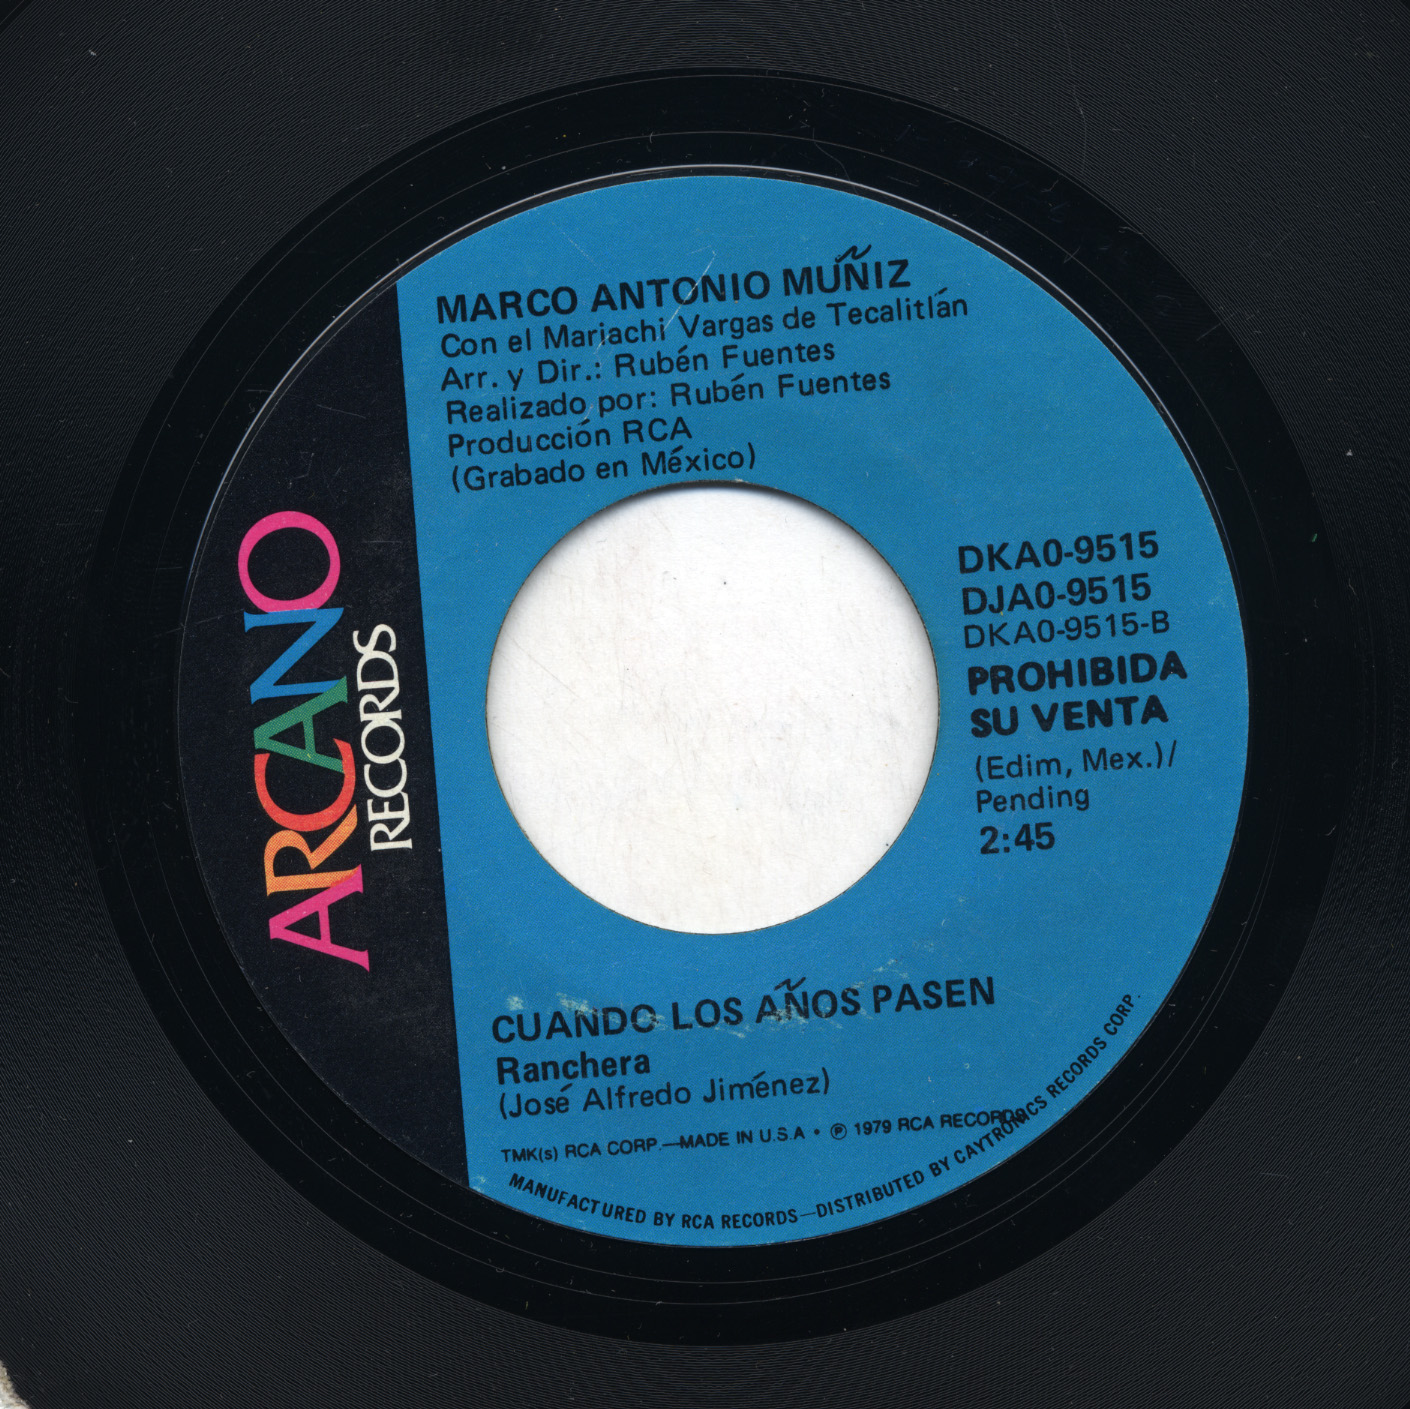 MARCO ANTONIO MUÑIZ
Con el Mariachi Vargas de Tecalitlán
Arr. y Dir.: Rubén Fuentes
Realizado por: Rubén Fuentes
Producción RCA
(Grabado en México)
ARCANO
RECORDS
DKA0-9515
DJA0-9515
DKA0-9515-B
PROHIBIDA
SU VENTA
(Edim, Mex.)/
Pending
2:45
CUANDO LOS AÑOS PASEN
Ranchera
(José Alfredo Jiménez)
TMK(s) RCA CORP.—MADE IN U.S.A • ℗ 1979 RCA RECORDS
MANUFACTURED BY RCA RECORDS—DISTRIBUTED BY CAYTRONICS RECORDS CORP.